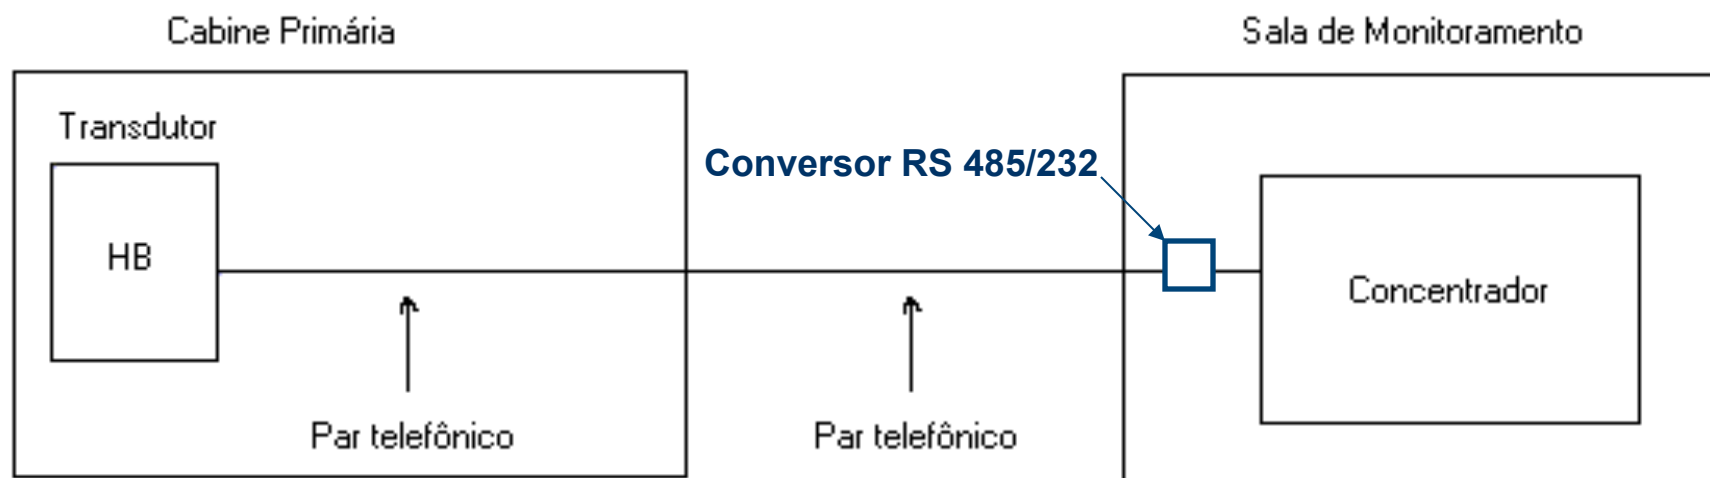 Cabine Primária
Sala de Monitoramento
Transdutor
Conversor RS 485/232
HB
Concentrador
Par telefônico
Par telefônico